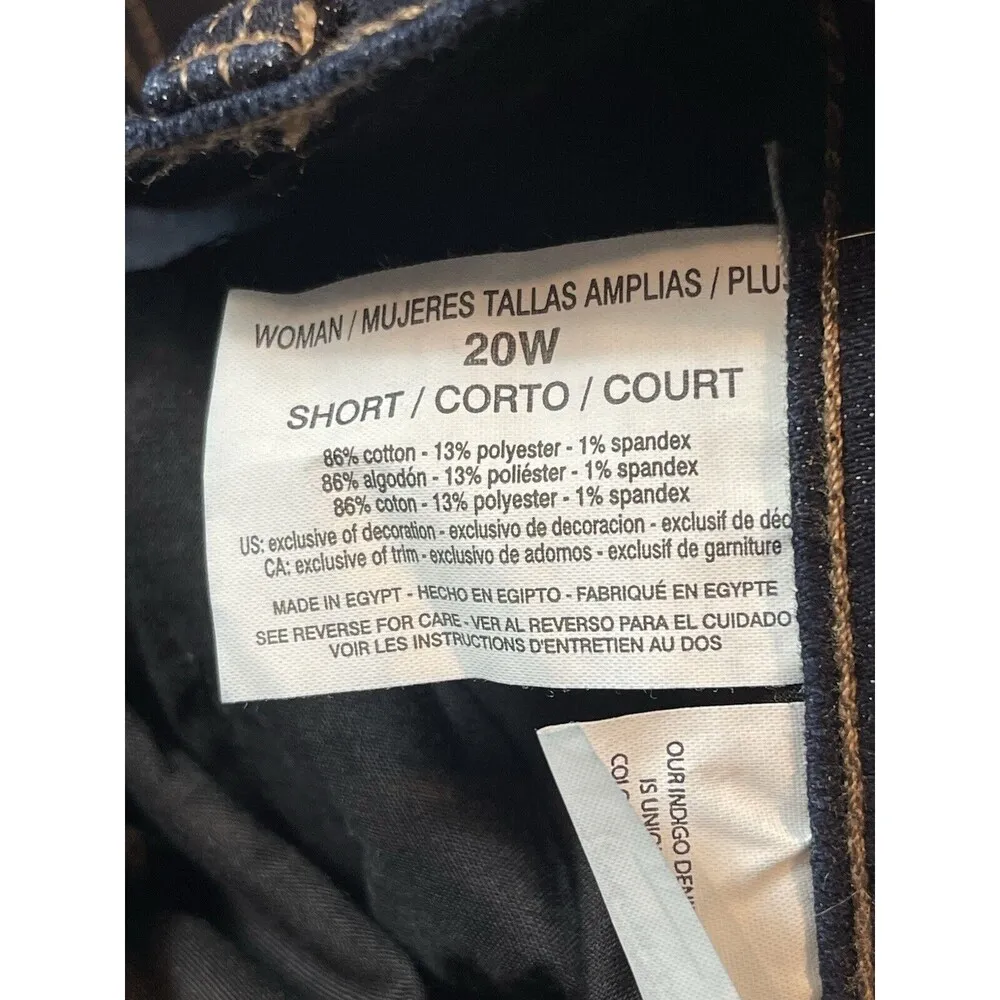 WOMAN / MUJERES TALLAS AMPLIAS / PLUS
20W
SHORT / CORTO / COURT
86% cotton - 13% polyester - 1% spandex
86% algodón - 13% poliéster - 1% spandex
86% coton - 13% polyester - 1% spandex
US: exclusive of decoration - exclusivo de decoracion - exclusif de déc
CA: exclusive of trim - exclusivo de adornos - exclusif de garniture
MADE IN EGYPT - HECHO EN EGIPTO - FABRIQUÉ EN EGYPTE
SEE REVERSE FOR CARE - VER AL REVERSO PARA EL CUIDADO
VOIR LES INSTRUCTIONS D'ENTRETIEN AU DOS
OUR INDIGO
IS